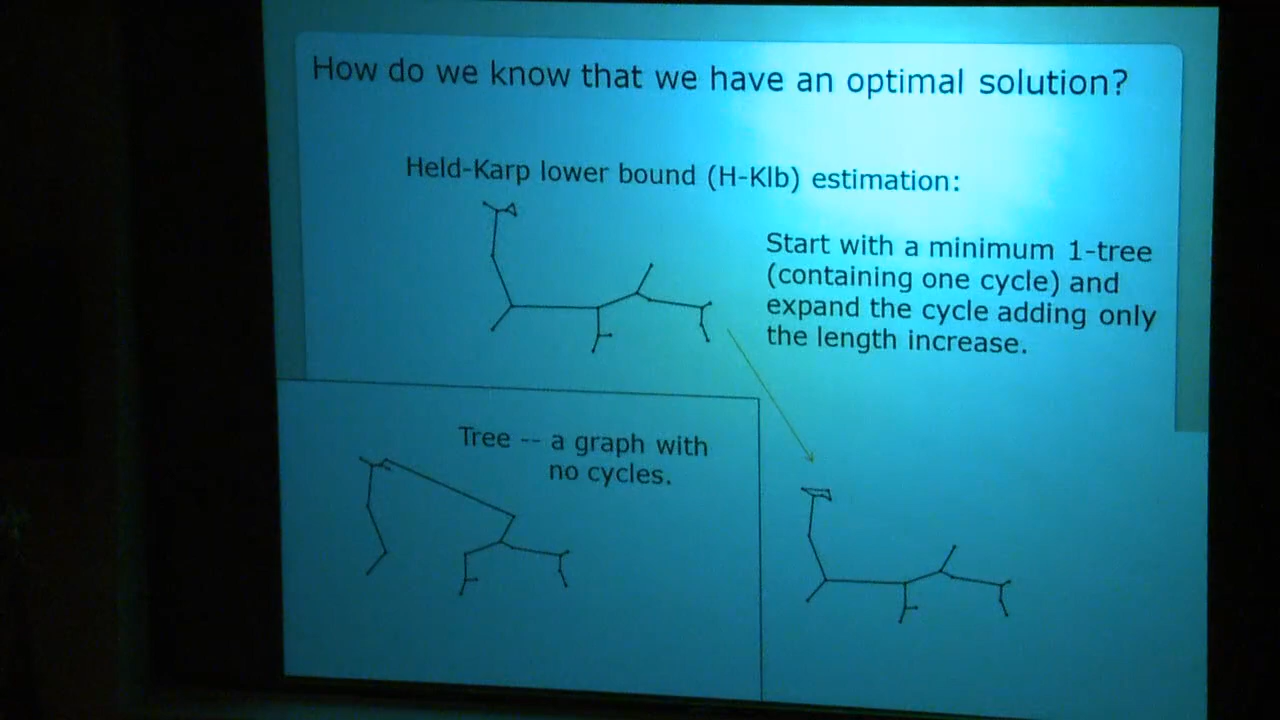 How do we know that we have an optimal solution?
Held-Karp lower bound (H-Klb) estimation:
Start with a minimum 1-tree
(containing one cycle) and
expand the cycle adding only
the length increase.
Tree -- a graph with
no cycles.